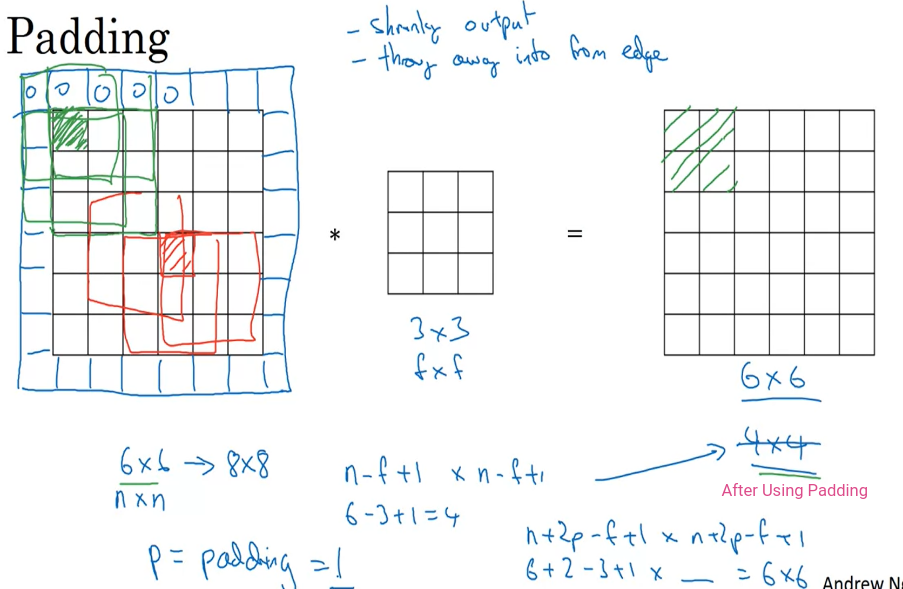 Padding
- shrinky output
- throw away info from edge
0 0 0 0 0
*
=
3×3
f×f
6×6
4×4
After Using Padding
6×6 → 8×8
n×n
n-f+1 × n-f+1
6-3+1=4
p = padding = 1
n+2p-f+1 × n+2p-f+1
6+2-3+1 × __ = 6×6
Andrew N